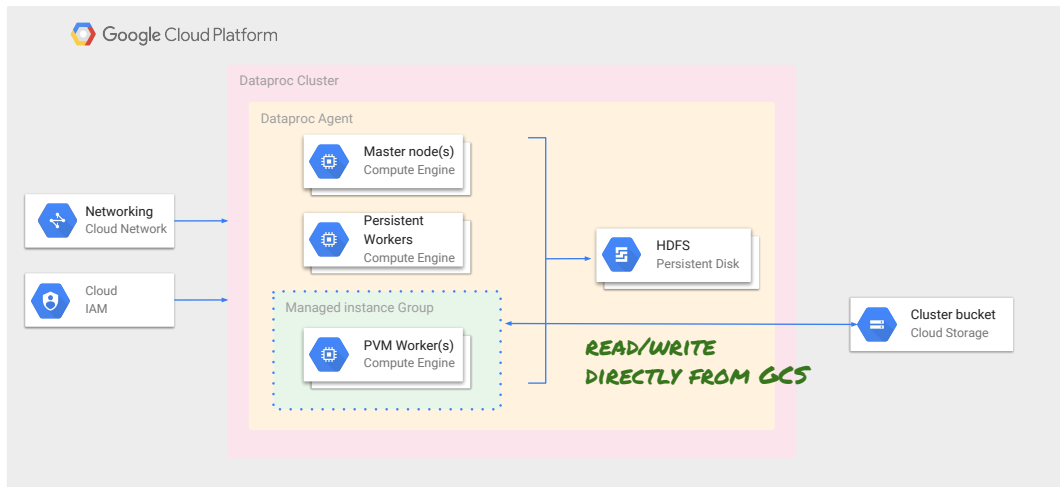 Google Cloud Platform
Dataproc Cluster
Dataproc Agent
Master node(s)
Compute Engine
Networking
Cloud Network
Persistent
Workers
Compute Engine
HDFS
Persistent Disk
Cloud
IAM
Managed instance Group
PVM Worker(s)
Compute Engine
Cluster bucket
Cloud Storage
READ/WRITE
DIRECTLY FROM GCS